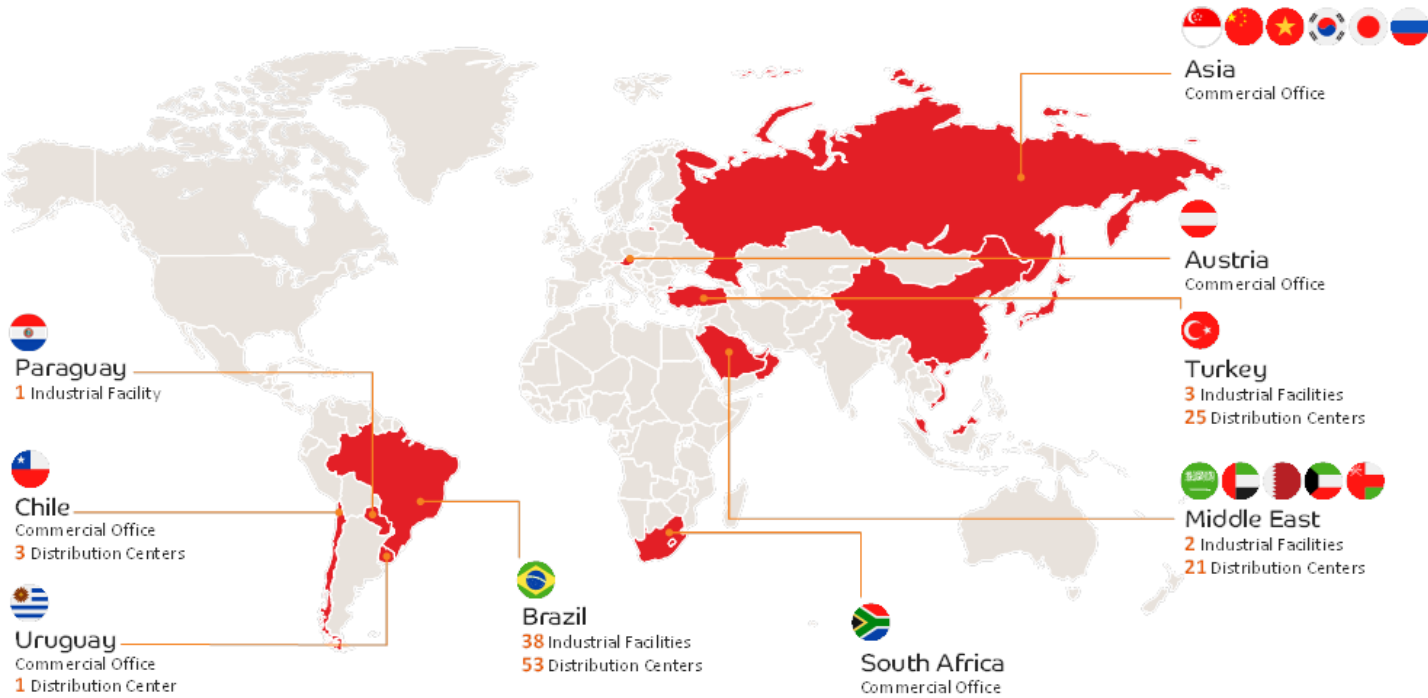 Asia
Commercial Office
Austria
Commercial Office
Paraguay
1 Industrial Facility
Turkey
3 Industrial Facilities
25 Distribution Centers
Chile
Commercial Office
3 Distribution Centers
Middle East
2 Industrial Facilities
21 Distribution Centers
Uruguay
Commercial Office
1 Distribution Center
Brazil
38 Industrial Facilities
53 Distribution Centers
South Africa
Commercial Office